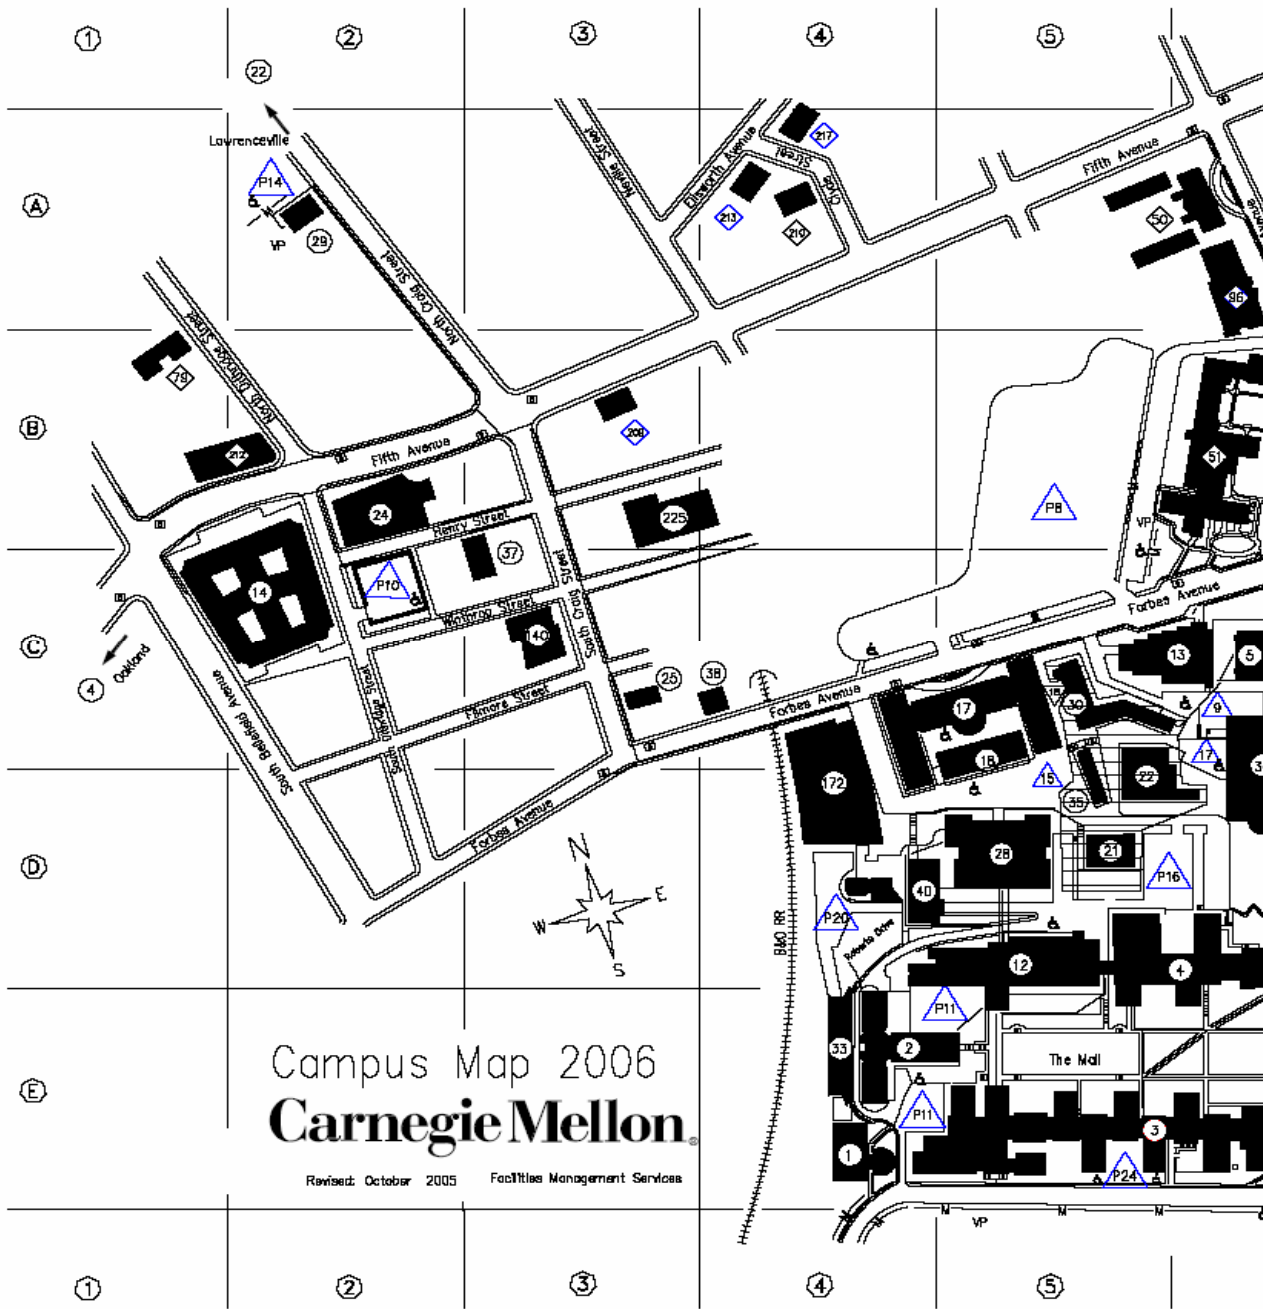 1 2 3 4 5
22
Lawrenceville
P14
29
VP
A
Neville Street
Ellsworth Avenue
Street
Clyde
217
213
219
Fifth Avenue
50
Avenue
North Craig Street
96
North Dithridge Street
79
B
212
Fifth Avenue
208
24
Henry Street
225
P8
51
VP
37
14
P10
Winthrop Street
South Craig Street
140
Forbes Avenue
C
Oakland
4
South Bellefield Avenue
South Dithridge Street
Filmore Street
25
38
Forbes Avenue
17
18
16
30
13
5
9
17
172
15
35
22
Forbes Avenue
D
N
W E
S
28
21
40
P16
P20
B&O RR
Roberts Drive
12
4
E
Campus Map 2006
Carnegie Mellon®
Revised: October 2005 Facilities Management Services
33
2
P11
The Mall
P11
1
3
P24
M
M
M
M
VP
1 2 3 4 5